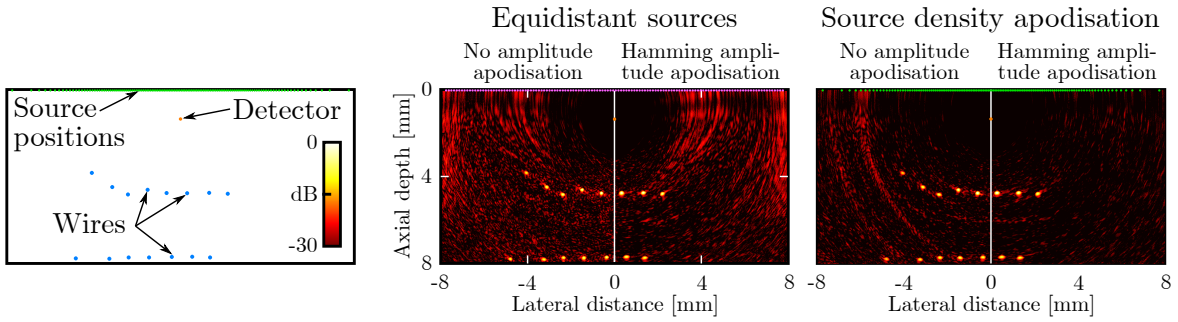 Equidistant sources
Source density apodisation
No amplitude
apodisation
Hamming ampli-
tude apodisation
No amplitude
apodisation
Hamming ampli-
tude apodisation
Source
positions
Detector
0
dB
-30
Wires
Axial depth [mm]
0
4
8
-8
-4
0
4
8
-4
0
4
8
Lateral distance [mm]
Lateral distance [mm]